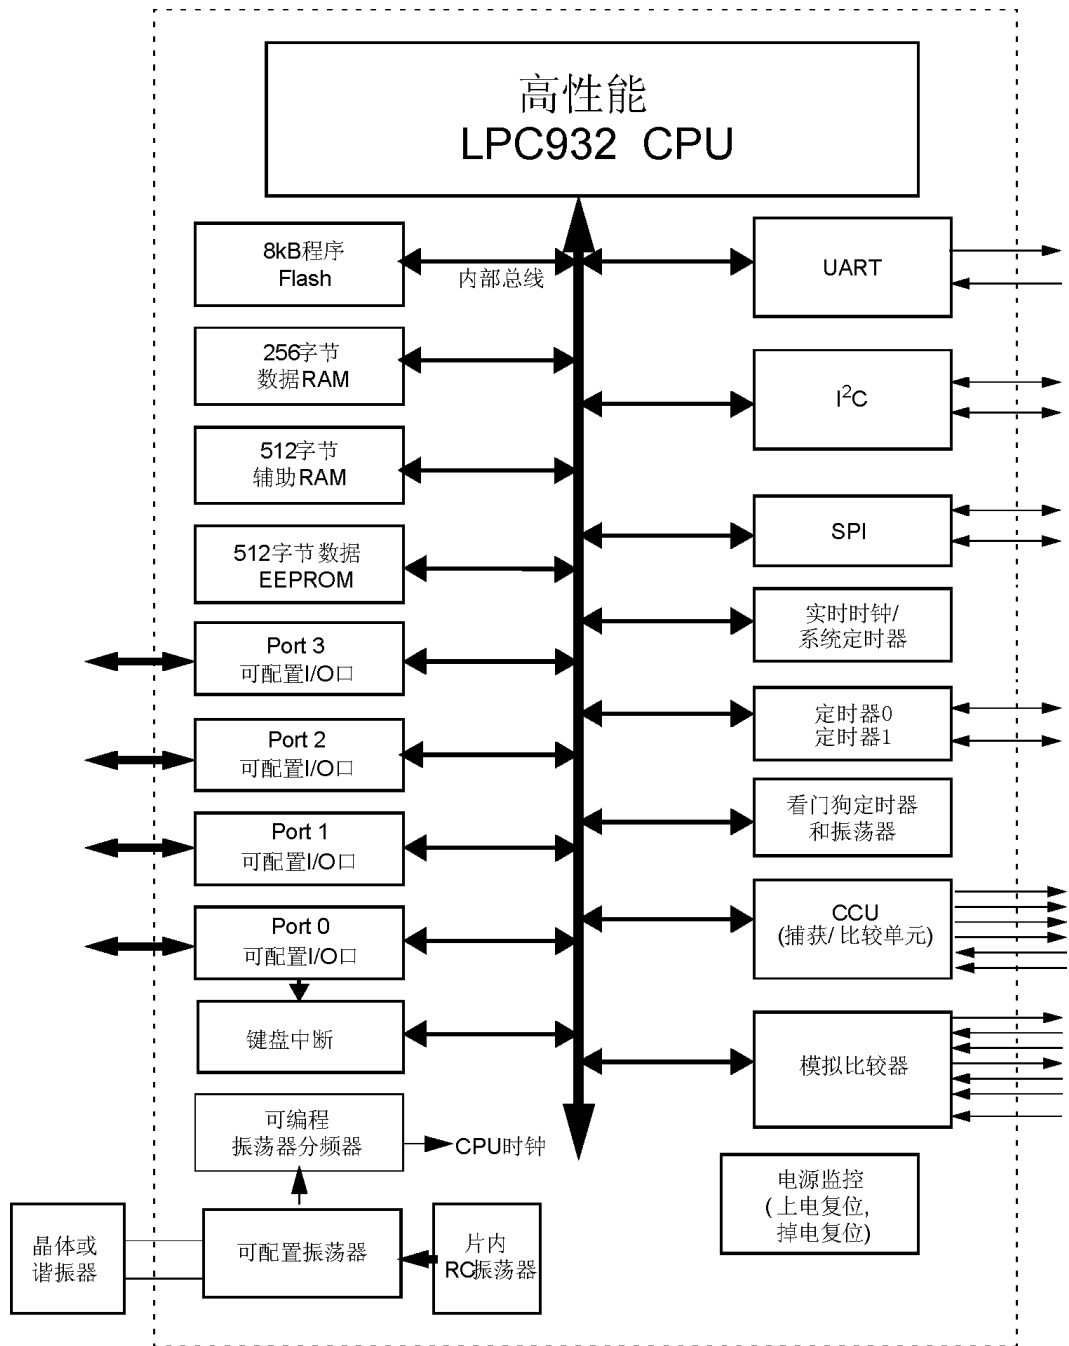 高性能
LPC932 CPU
8kB程序
Flash
内部总线
UART
256字节
数据RAM
I²C
512字节
辅助RAM
SPI
512字节数据
EEPROM
实时时钟/
系统定时器
Port 3
可配置I/O口
定时器0
定时器1
Port 2
可配置I/O口
看门狗定时器
和振荡器
Port 1
可配置I/O口
CCU
(捕获/ 比较单元)
Port 0
可配置I/O口
键盘中断
模拟比较器
可编程
振荡器分频器
CPU时钟
电源监控
( 上电复位,
掉电复位)
晶体或
谐振器
可配置振荡器
片内
RC振荡器